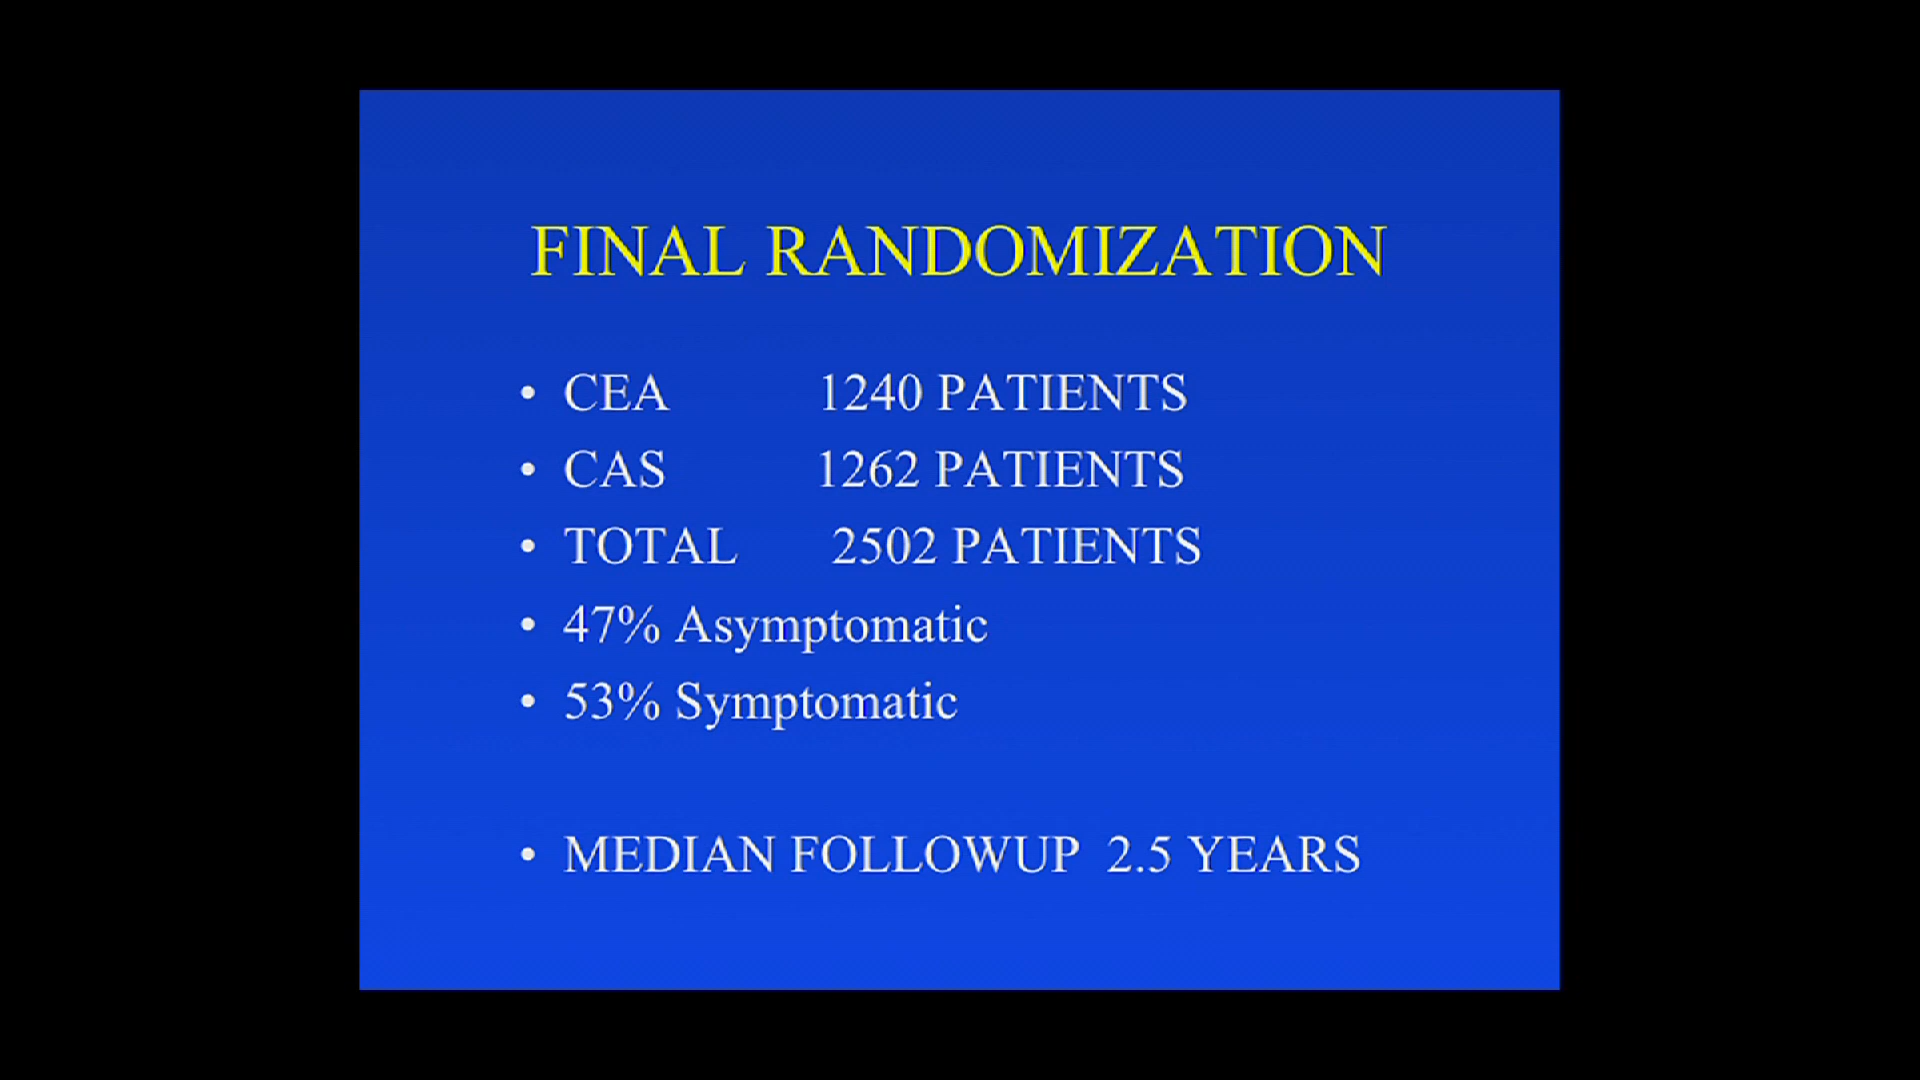 FINAL RANDOMIZATION
• CEA 1240 PATIENTS
• CAS 1262 PATIENTS
• TOTAL 2502 PATIENTS
• 47% Asymptomatic
• 53% Symptomatic
• MEDIAN FOLLOWUP 2.5 YEARS